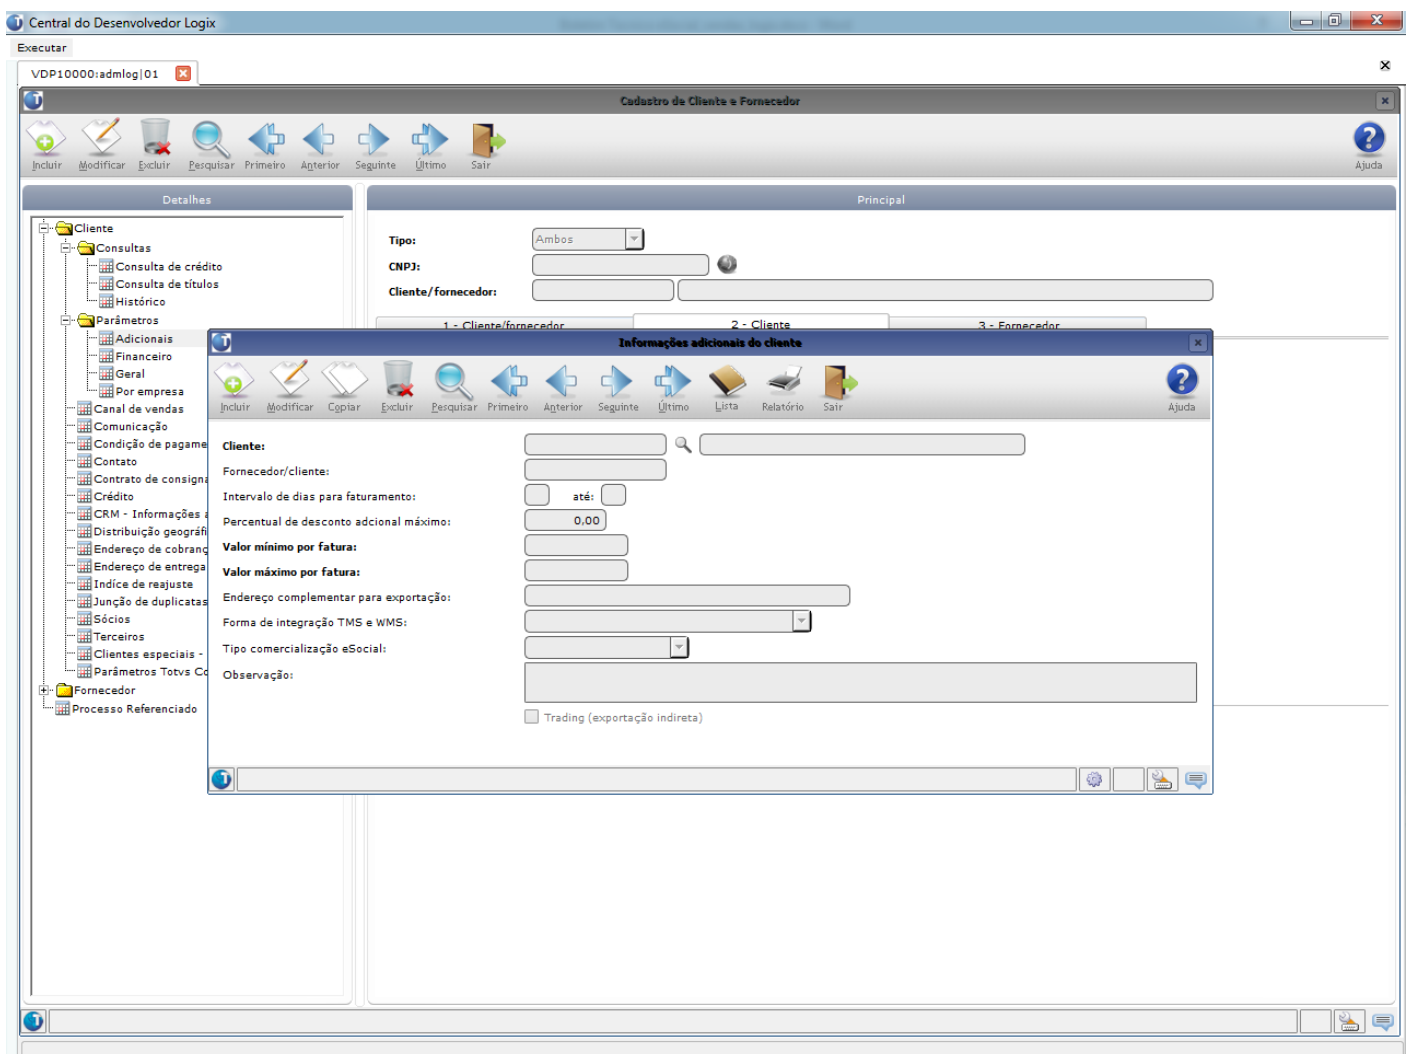 Central do Desenvolvedor Logix
Executar
VDP10000:admlog|01
Cadastro de Cliente e Fornecedor
Incluir Modificar Excluir Pesquisar Primeiro Anterior Seguinte Último Sair Ajuda
Detalhes
Principal
Cliente
Consultas
Consulta de crédito
Consulta de títulos
Histórico
Parâmetros
Adicionais
Financeiro
Geral
Por empresa
Canal de vendas
Comunicação
Condição de pagame
Contato
Contrato de consigna
Crédito
CRM - Informações a
Distribuição geográfi
Endereço de cobranç
Endereço de entrega
Indíce de reajuste
Junção de duplicatas
Sócios
Terceiros
Clientes especiais -
Parâmetros Totvs Co
Fornecedor
Processo Referenciado
Tipo: Ambos
CNPJ:
Cliente/fornecedor:
1 - Cliente/fornecedor 2 - Cliente 3 - Fornecedor
Informações adicionais do cliente
Incluir Modificar Copiar Excluir Pesquisar Primeiro Anterior Seguinte Último Lista Relatório Sair Ajuda
Cliente:
Fornecedor/cliente:
Intervalo de dias para faturamento: até:
Percentual de desconto adcional máximo: 0,00
Valor mínimo por fatura:
Valor máximo por fatura:
Endereço complementar para exportação:
Forma de integração TMS e WMS:
Tipo comercialização eSocial:
Observação:
Trading (exportação indireta)